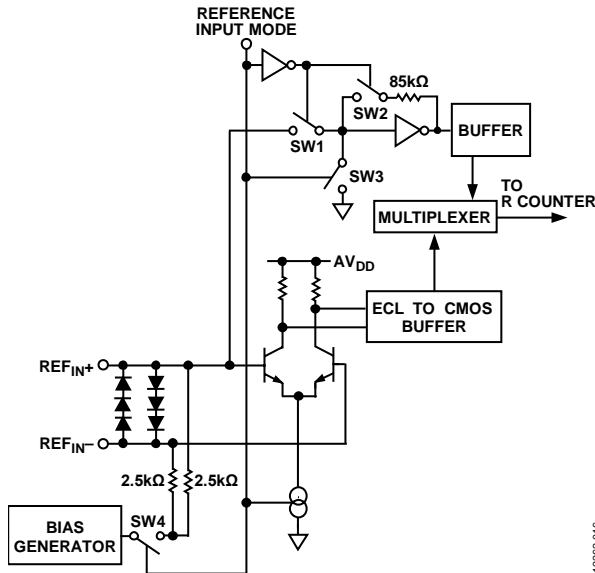 REFERENCE
INPUT MODE
85kΩ
SW2
BUFFER
SW1
SW3
TO
R COUNTER
MULTIPLEXER
AVDD
ECL TO CMOS
BUFFER
REFIN+
REFIN–
2.5kΩ
2.5kΩ
SW4
BIAS
GENERATOR